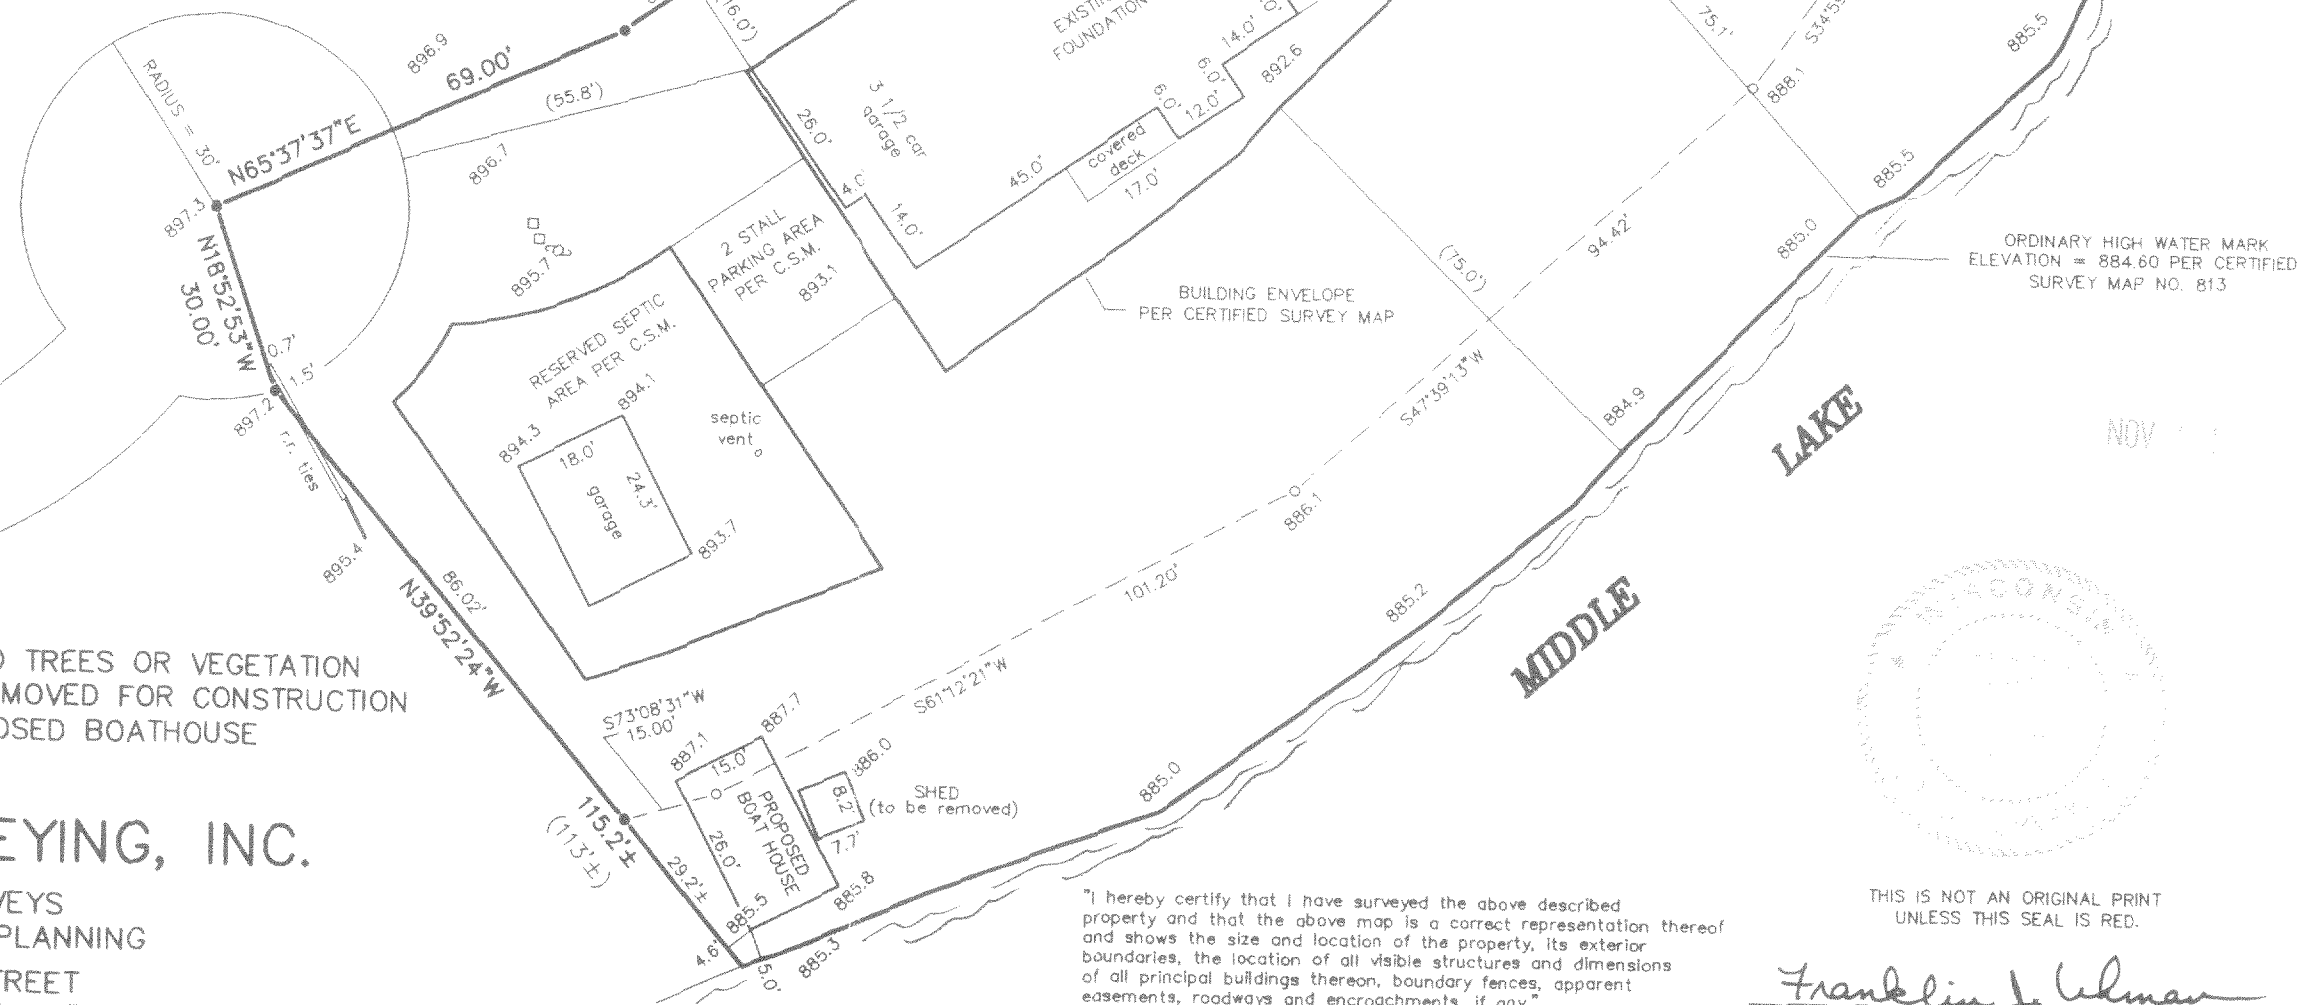 (16.0')
EXISTING
FOUNDATION
14.0'
75.1'
885.5
896.9
69.00'
RADIUS = 30'
(55.8')
N65°37'37"E
896.7
26.0'
3 1/2 car
garage
6.0'
892.6
6.0'
12.0'
covered
deck
17.0'
45.0'
4.0'
14.0'
888.1
885.5
897.3
N18°52'53"W
30.00'
895.7
2 STALL
PARKING AREA
PER C.S.M.
893.1
(75.0')
94.42'
885.0
ORDINARY HIGH WATER MARK
ELEVATION = 884.60 PER CERTIFIED
SURVEY MAP NO. 813
BUILDING ENVELOPE
PER CERTIFIED SURVEY MAP
0.7'
1.5'
897.2
r.r. ties
RESERVED SEPTIC
AREA PER C.S.M.
894.1
894.3
18.0'
24.3'
garage
893.7
septic
vent
S47°39'13"W
884.9
LAKE
NOV
886.1
895.4
86.02'
N39°52'24"W
101.20'
885.2
MIDDLE
WISCONSIN
TREES OR VEGETATION
MOVED FOR CONSTRUCTION
OSED BOATHOUSE
S73°08'31"W
15.00'
887.7
887.1
15.0'
S61°12'21"W
886.0
8.2'
7.7'
SHED
(to be removed)
885.0
PROPOSED
BOAT HOUSE
26.0'
115.2'±
(113'±)
29.2'±
885.5
885.8
4.6'
5.0'
885.3
EYING, INC.
VEYS
PLANNING
TREET
"I hereby certify that I have surveyed the above described
property and that the above map is a correct representation thereof
and shows the size and location of the property, its exterior
boundaries, the location of all visible structures and dimensions
of all principal buildings thereon, boundary fences, apparent
easements, roadways and encroachments, if any."
THIS IS NOT AN ORIGINAL PRINT
UNLESS THIS SEAL IS RED.